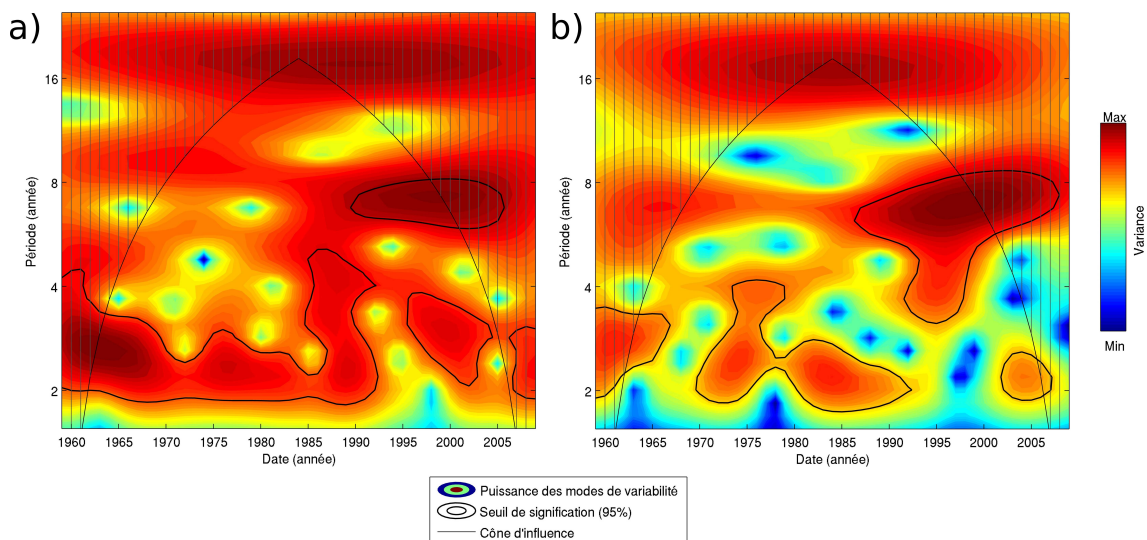 a)
Période (année)
16
8
4
2
1960 1965 1970 1975 1980 1985 1990 1995 2000 2005
Date (année)
b)
Période (année)
16
8
4
2
1960 1965 1970 1975 1980 1985 1990 1995 2000 2005
Date (année)
Max
Variance
Min
Puissance des modes de variabilité
Seuil de signification (95%)
Cône d'influence